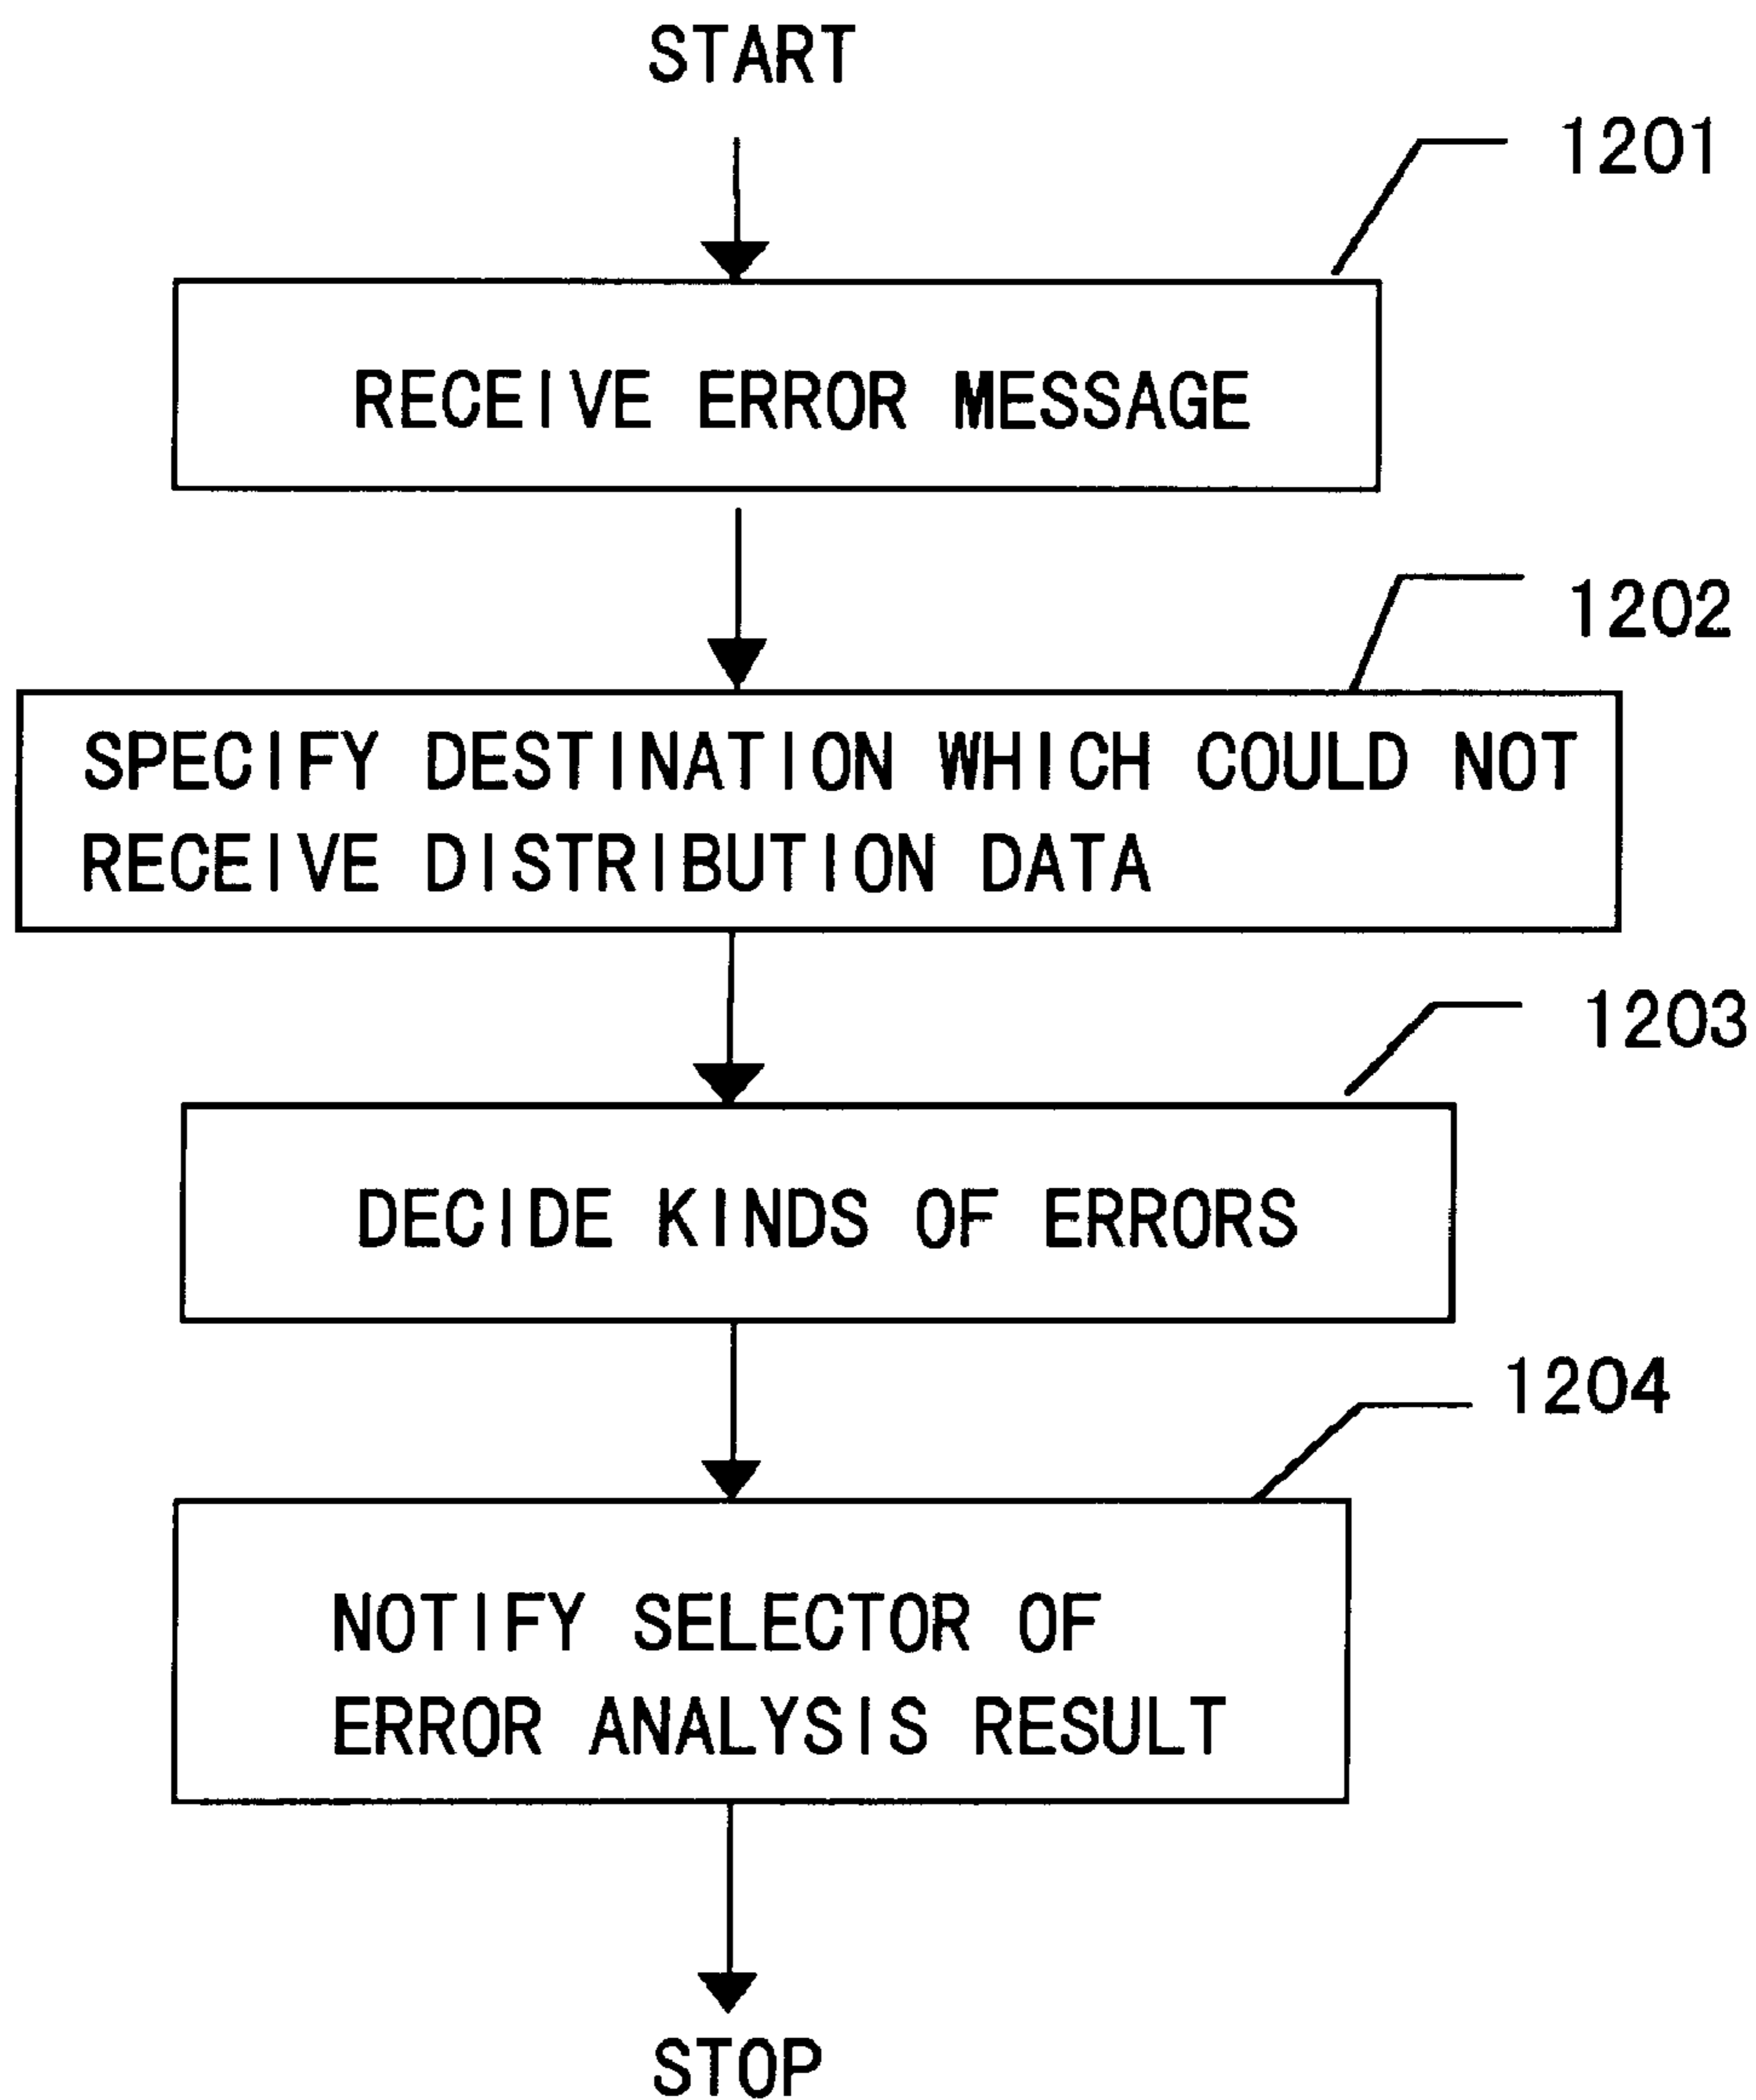 START
1201
RECEIVE ERROR MESSAGE
1202
SPECIFY DESTINATION WHICH COULD NOT
RECEIVE DISTRIBUTION DATA
1203
DECIDE KINDS OF ERRORS
1204
NOTIFY SELECTOR OF
ERROR ANALYSIS RESULT
STOP